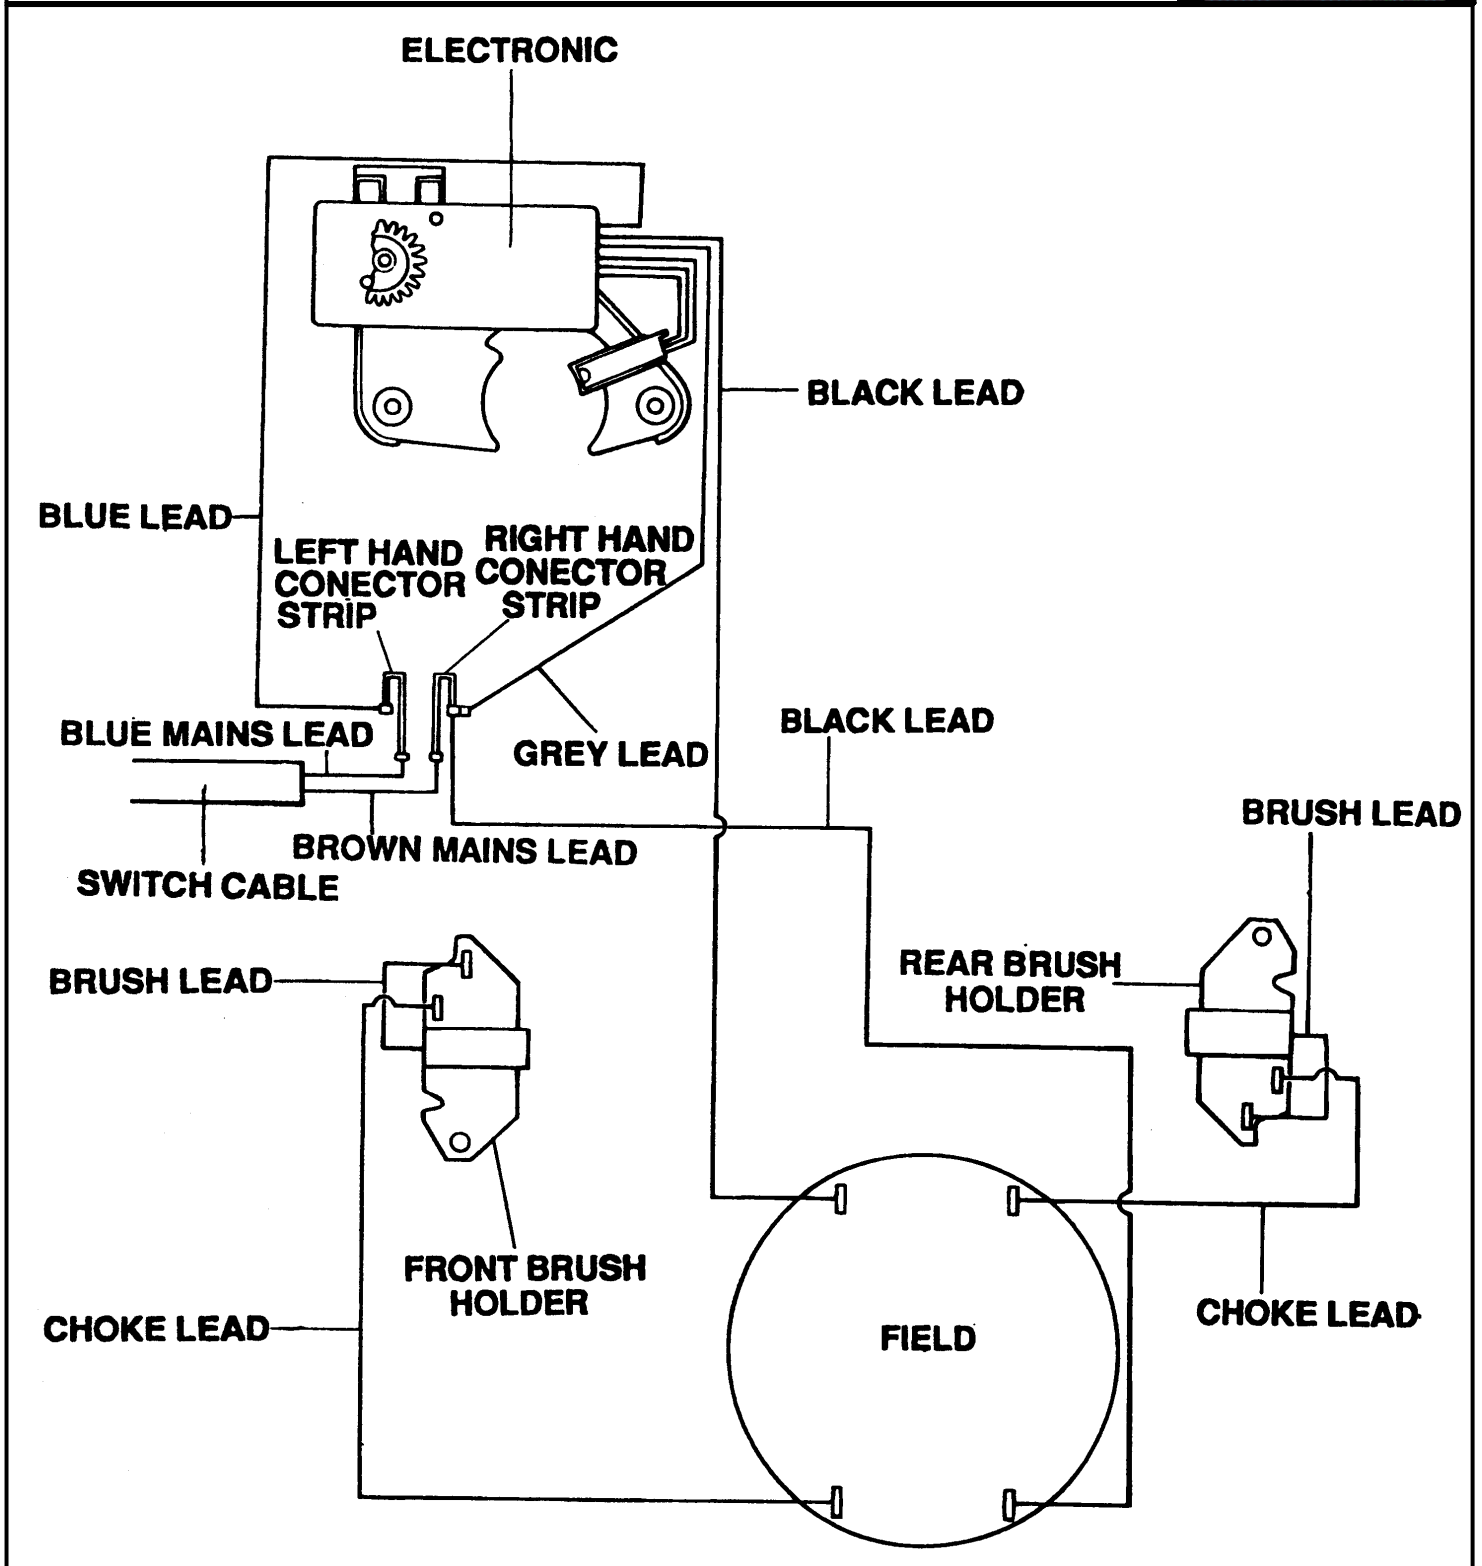 ELECTRONIC
BLACK LEAD
BLUE LEAD
LEFT HAND
CONECTOR
STRIP
RIGHT HAND
CONECTOR
STRIP
BLUE MAINS LEAD
GREY LEAD
BLACK LEAD
BROWN MAINS LEAD
SWITCH CABLE
BRUSH LEAD
BRUSH LEAD
REAR BRUSH
HOLDER
FRONT BRUSH
HOLDER
CHOKE LEAD
FIELD
CHOKE LEAD